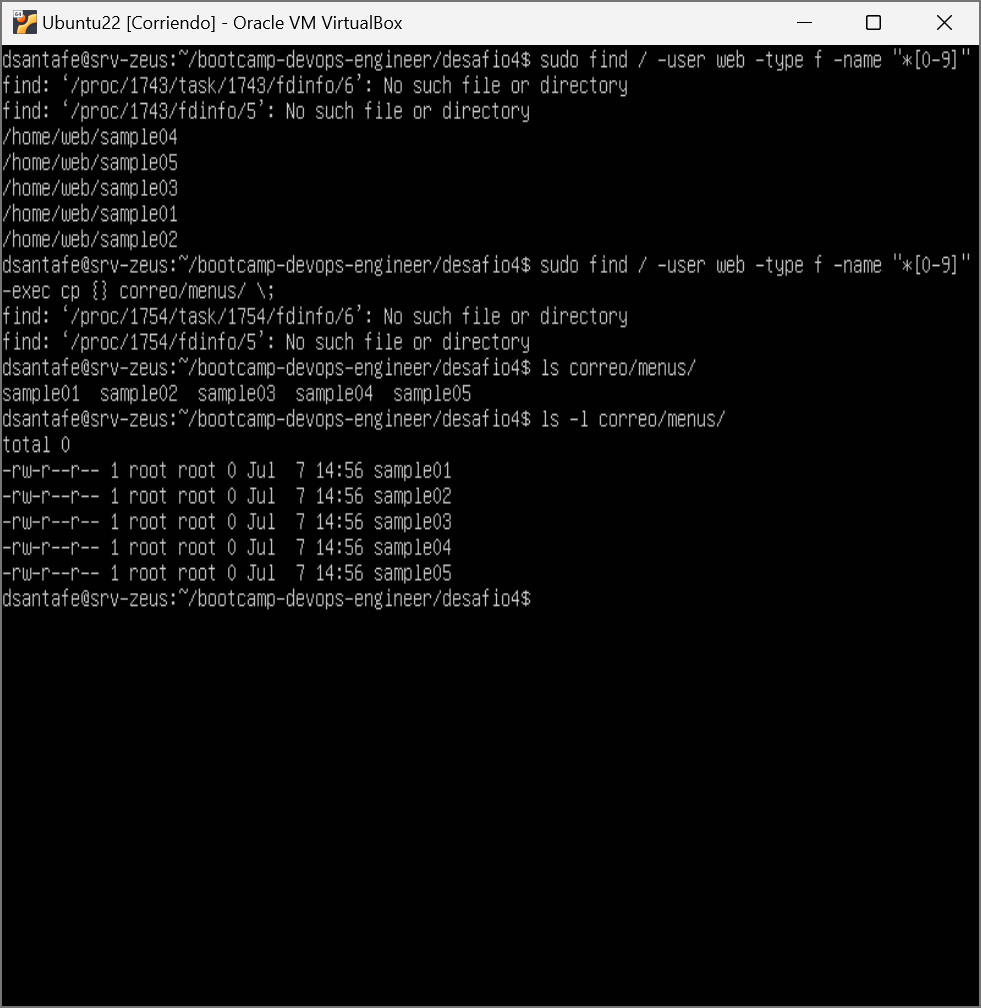 Ubuntu22 [Corriendo] - Oracle VM VirtualBox
dsantafe@srv-zeus:~/bootcamp-devops-engineer/desafio4$ sudo find / -user web -type f -name "*[0-9]"
find: ‘/proc/1743/task/1743/fdinfo/6’: No such file or directory
find: ‘/proc/1743/fdinfo/5’: No such file or directory
/home/web/sample04
/home/web/sample05
/home/web/sample03
/home/web/sample01
/home/web/sample02
dsantafe@srv-zeus:~/bootcamp-devops-engineer/desafio4$ sudo find / -user web -type f -name "*[0-9]"
-exec cp {} correo/menus/ \;
find: ‘/proc/1754/task/1754/fdinfo/6’: No such file or directory
find: ‘/proc/1754/fdinfo/5’: No such file or directory
dsantafe@srv-zeus:~/bootcamp-devops-engineer/desafio4$ ls correo/menus/
sample01  sample02  sample03  sample04  sample05
dsantafe@srv-zeus:~/bootcamp-devops-engineer/desafio4$ ls -l correo/menus/
total 0
-rw-r--r-- 1 root root 0 Jul  7 14:56 sample01
-rw-r--r-- 1 root root 0 Jul  7 14:56 sample02
-rw-r--r-- 1 root root 0 Jul  7 14:56 sample03
-rw-r--r-- 1 root root 0 Jul  7 14:56 sample04
-rw-r--r-- 1 root root 0 Jul  7 14:56 sample05
dsantafe@srv-zeus:~/bootcamp-devops-engineer/desafio4$